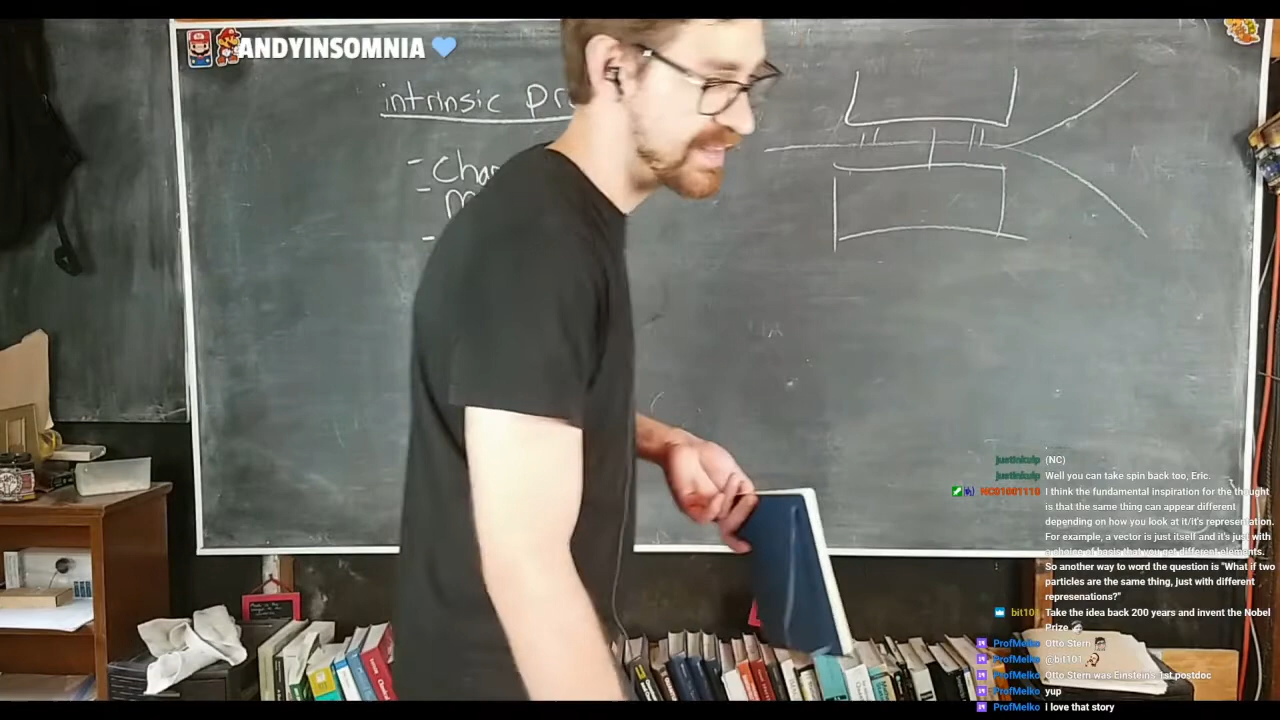 ANDYINSOMNIA
intrinsic pr
- Char
justinkulp (NC)
justinkulp Well you can take spin back too, Eric.
NC01001110 I think the fundamental inspiration for the thought
is that the same thing can appear different
depending on how you look at it/it's representation.
For example, a vector is just itself and it's just with
a choice of basis that you get different elements.
So another way to word the question is "What if two
particles are the same thing, just with different
represenations?"
bit101 Take the idea back 200 years and invent the Nobel
Prize
ProfMelko Otto Stern
ProfMelko @bit101
ProfMelko Otto Stern was Einsteins 1st postdoc
ProfMelko yup
ProfMelko I love that story